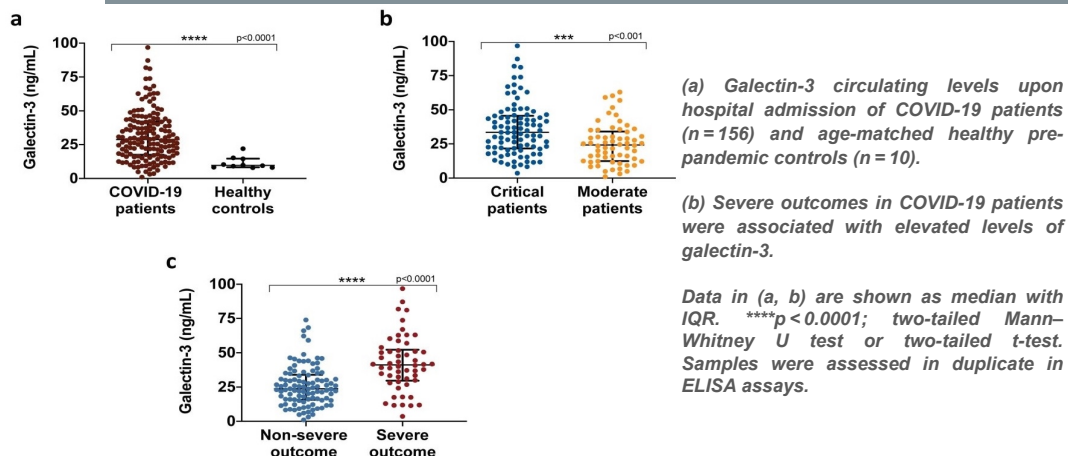 a
**** p<0.0001
Galectin-3 (ng/mL)
100
75
50
25
0
COVID-19 patients
Healthy controls
b
*** p<0.001
Galectin-3 (ng/mL)
100
75
50
25
0
Critical patients
Moderate patients
c
**** p<0.0001
Galectin-3 (ng/mL)
100
75
50
25
0
Non-severe outcome
Severe outcome
(a) Galectin-3 circulating levels upon
hospital admission of COVID-19 patients
(n = 156) and age-matched healthy pre-
pandemic controls (n = 10).
(b) Severe outcomes in COVID-19 patients
were associated with elevated levels of
galectin-3.
Data in (a, b) are shown as median with
IQR. ****p < 0.0001; two-tailed Mann–
Whitney U test or two-tailed t-test.
Samples were assessed in duplicate in
ELISA assays.